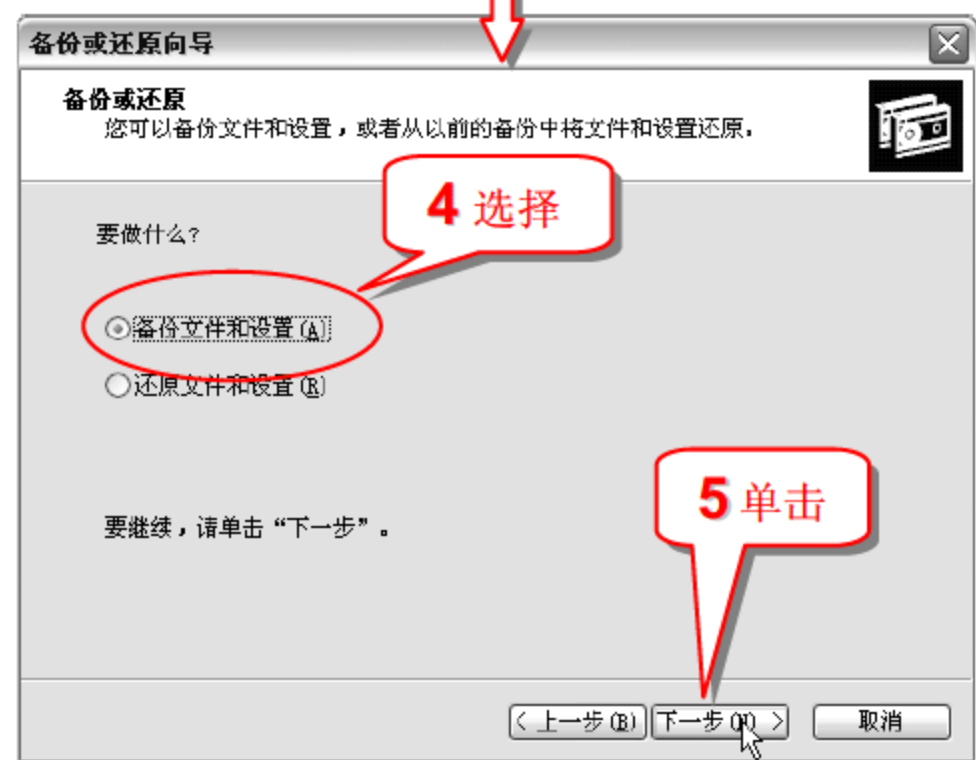 备份或还原向导
备份或还原
您可以备份文件和设置，或者从以前的备份中将文件和设置还原。
4 选择
要做什么?
备份文件和设置(A)
还原文件和设置(R)
5 单击
要继续，请单击“下一步”。
< 上一步(B)
下一步(N) >
取消